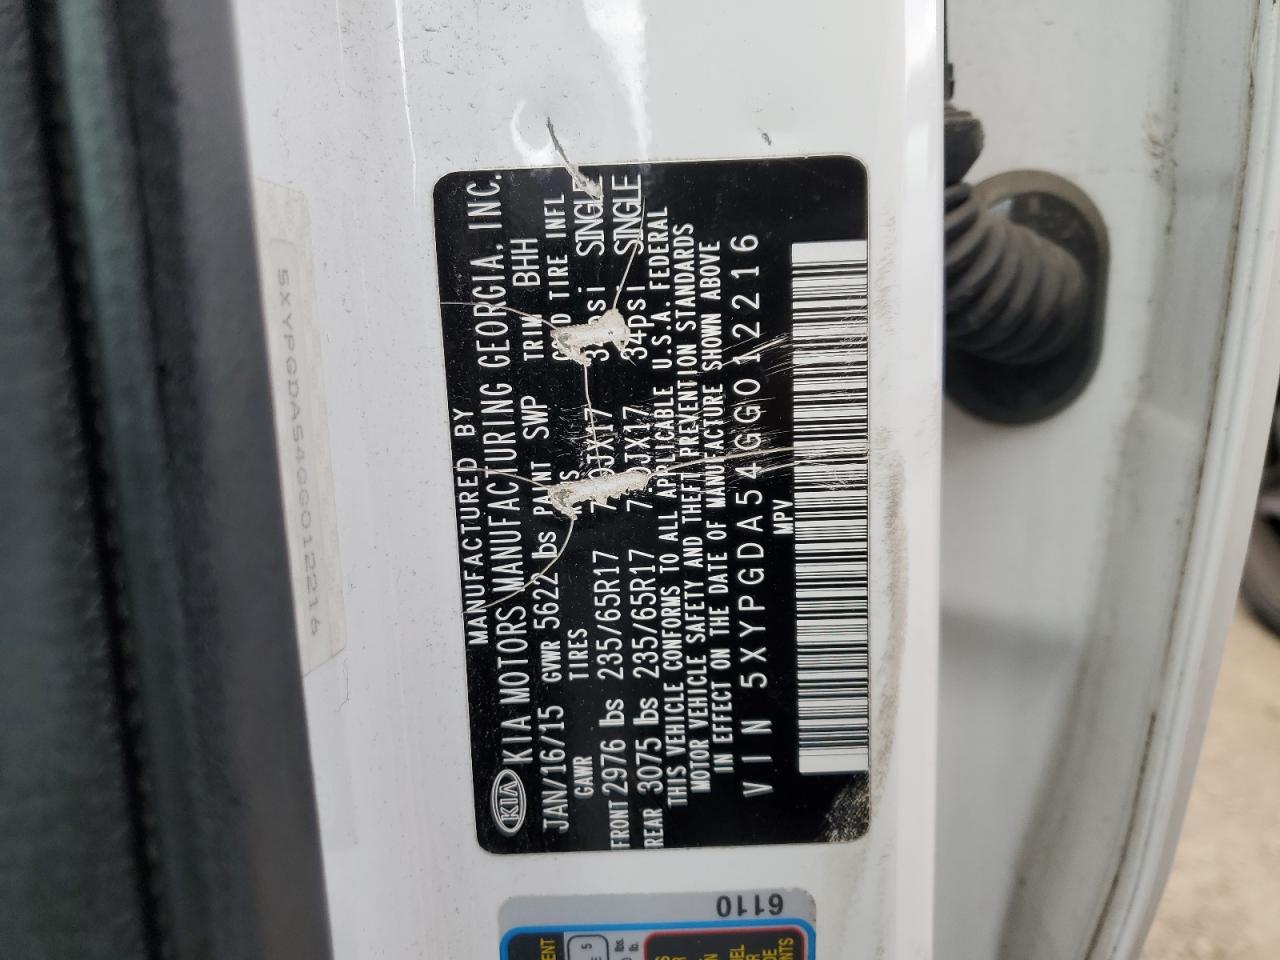 MANUFACTURED BY
KIA KIA MOTORS MANUFACTURING GEORGIA, INC.
JAN/16/15 GVWR 5622 lbs PAINT SWP TRIM BHH
GAWR TIRES COLD TIRE INFL
FRONT 2976 lbs 235/65R17 SINGLE
REAR 3075 lbs 235/65R17 34psi SINGLE
THIS VEHICLE CONFORMS TO ALL APPLICABLE U.S.A. FEDERAL
MOTOR VEHICLE SAFETY AND THEFT PREVENTION STANDARDS
IN EFFECT ON THE DATE OF MANUFACTURE SHOWN ABOVE
VIN 5XYPGDA54GG012216
MPV
5XYPGDA54GG012216
6110